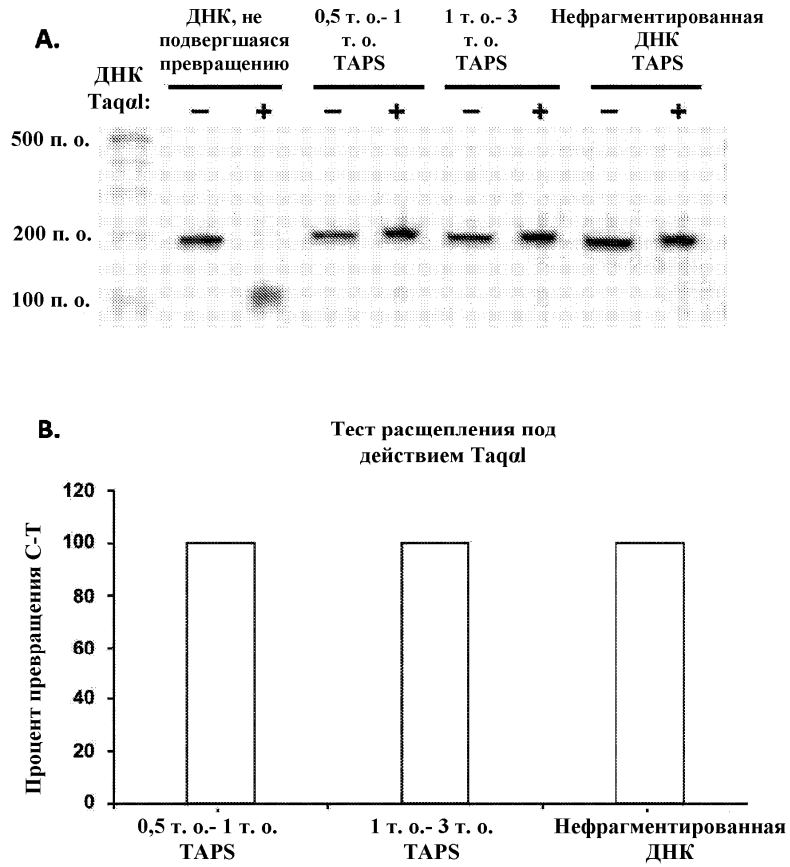 A.
ДНК, не
подвергшаяся
превращению
0,5 т. о.- 1
т. о.
TAPS
1 т. о.- 3
т. о.
TAPS
Нефрагментированная
ДНК
TAPS
ДНК
TaqαI:
− + − + − + − +
500 п. о.
200 п. о.
100 п. о.
B.
Тест расщепления под
действием TaqαI
Процент превращения C-T
120
100
80
60
40
20
0
0,5 т. о.- 1 т. о.
TAPS
1 т. о.- 3 т. о.
TAPS
Нефрагментированная
ДНК